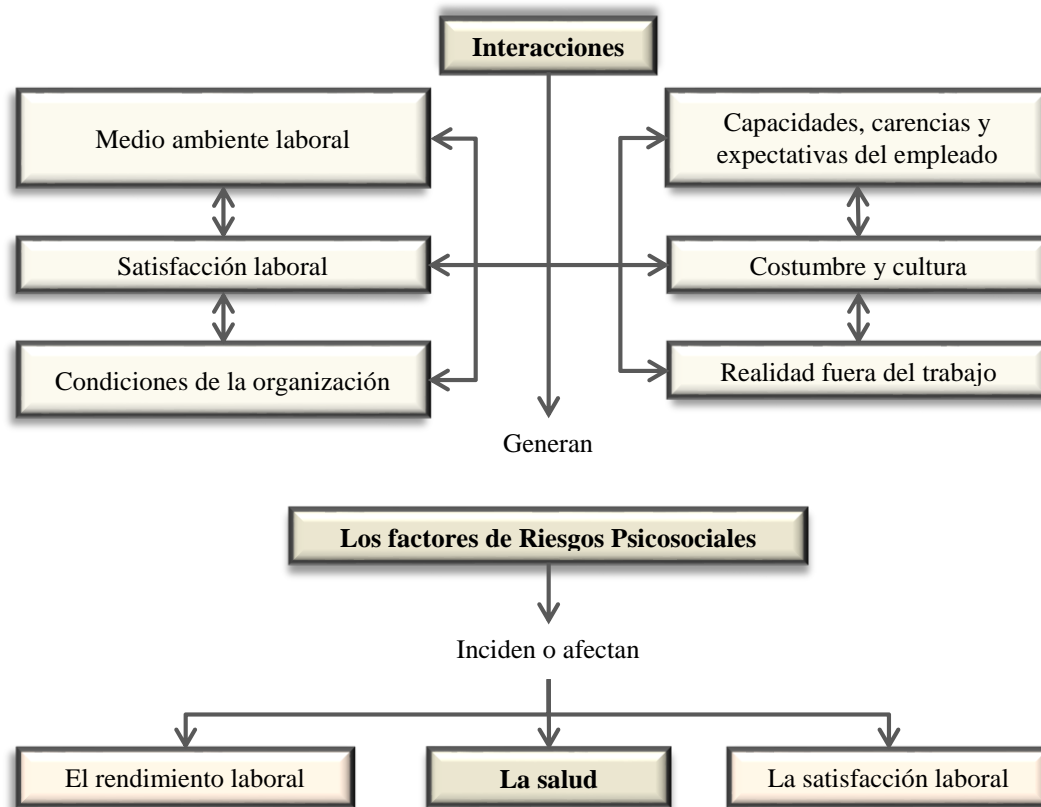 Interacciones
Medio ambiente laboral
Capacidades, carencias y
expectativas del empleado
Satisfacción laboral
Costumbre y cultura
Condiciones de la organización
Realidad fuera del trabajo
Generan
Los factores de Riesgos Psicosociales
Inciden o afectan
El rendimiento laboral
La salud
La satisfacción laboral